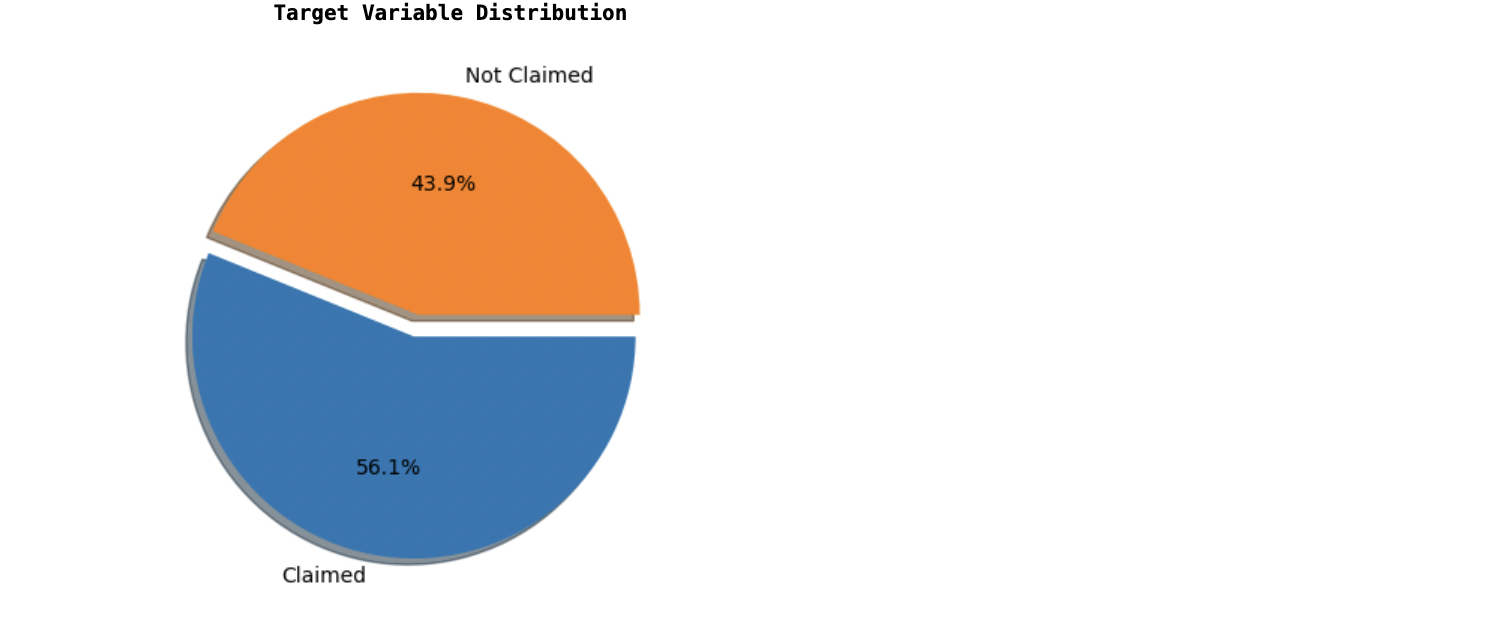 Target Variable Distribution
Not Claimed
43.9%
56.1%
Claimed